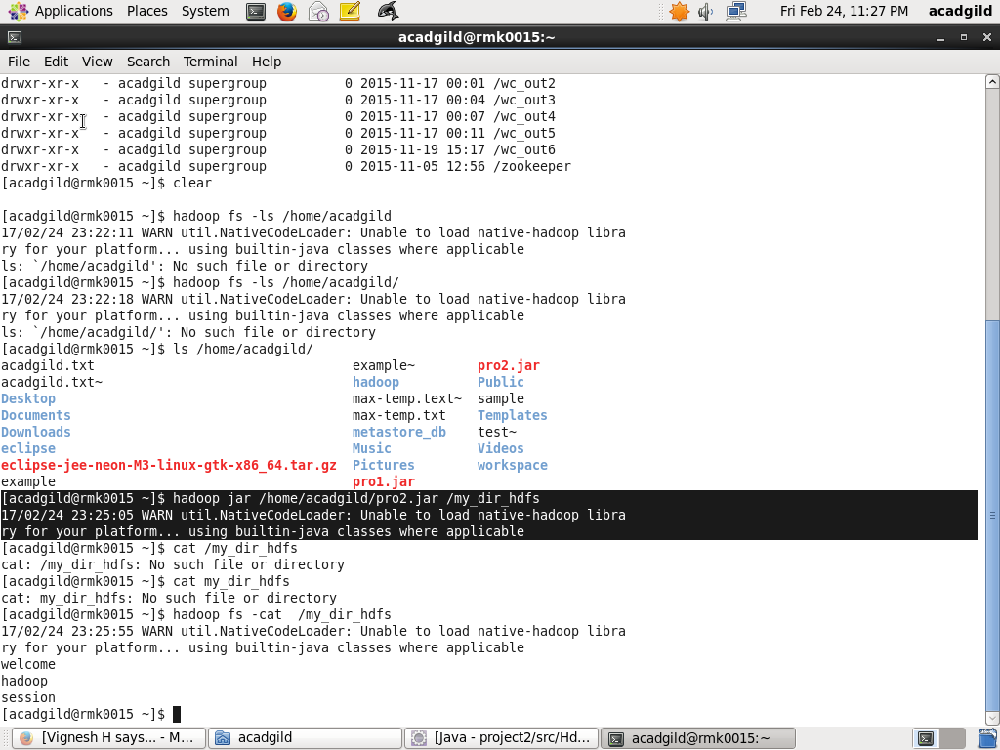 Applications Places System Fri Feb 24, 11:27 PM acadgild
acadgild@rmk0015:~
File Edit View Search Terminal Help
drwxr-xr-x   - acadgild supergroup          0 2015-11-17 00:01 /wc_out2
drwxr-xr-x   - acadgild supergroup          0 2015-11-17 00:04 /wc_out3
drwxr-xr-x   - acadgild supergroup          0 2015-11-17 00:07 /wc_out4
drwxr-xr-x   - acadgild supergroup          0 2015-11-17 00:11 /wc_out5
drwxr-xr-x   - acadgild supergroup          0 2015-11-19 15:17 /wc_out6
drwxr-xr-x   - acadgild supergroup          0 2015-11-05 12:56 /zookeeper
[acadgild@rmk0015 ~]$ clear
[acadgild@rmk0015 ~]$ hadoop fs -ls /home/acadgild
17/02/24 23:22:11 WARN util.NativeCodeLoader: Unable to load native-hadoop libra
ry for your platform... using builtin-java classes where applicable
ls: `/home/acadgild': No such file or directory
[acadgild@rmk0015 ~]$ hadoop fs -ls /home/acadgild/
17/02/24 23:22:18 WARN util.NativeCodeLoader: Unable to load native-hadoop libra
ry for your platform... using builtin-java classes where applicable
ls: `/home/acadgild/': No such file or directory
[acadgild@rmk0015 ~]$ ls /home/acadgild/
acadgild.txt example~ pro2.jar
acadgild.txt~ hadoop Public
Desktop max-temp.text~ sample
Documents max-temp.txt Templates
Downloads metastore_db test~
eclipse Music Videos
eclipse-jee-neon-M3-linux-gtk-x86_64.tar.gz Pictures workspace
example pro1.jar
[acadgild@rmk0015 ~]$ hadoop jar /home/acadgild/pro2.jar /my_dir_hdfs
17/02/24 23:25:05 WARN util.NativeCodeLoader: Unable to load native-hadoop libra
ry for your platform... using builtin-java classes where applicable
[acadgild@rmk0015 ~]$ cat /my_dir_hdfs
cat: /my_dir_hdfs: No such file or directory
[acadgild@rmk0015 ~]$ cat my_dir_hdfs
cat: my_dir_hdfs: No such file or directory
[acadgild@rmk0015 ~]$ hadoop fs -cat  /my_dir_hdfs
17/02/24 23:25:55 WARN util.NativeCodeLoader: Unable to load native-hadoop libra
ry for your platform... using builtin-java classes where applicable
welcome
hadoop
session
[acadgild@rmk0015 ~]$
[Vignesh H says... - M... acadgild [Java - project2/src/Hd... acadgild@rmk0015:~